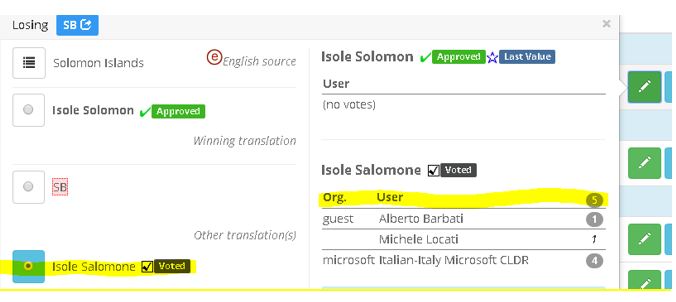 Losing SB
×
Solomon Islands
e English source
Isole Solomon Approved
Winning translation
SB
Other translation(s)
Isole Salomone Voted
Isole Solomon Approved Last Value
User
(no votes)
Isole Salomone Voted
Org. User 5
guest Alberto Barbati 1
Michele Locati 1
microsoft Italian-Italy Microsoft CLDR 4